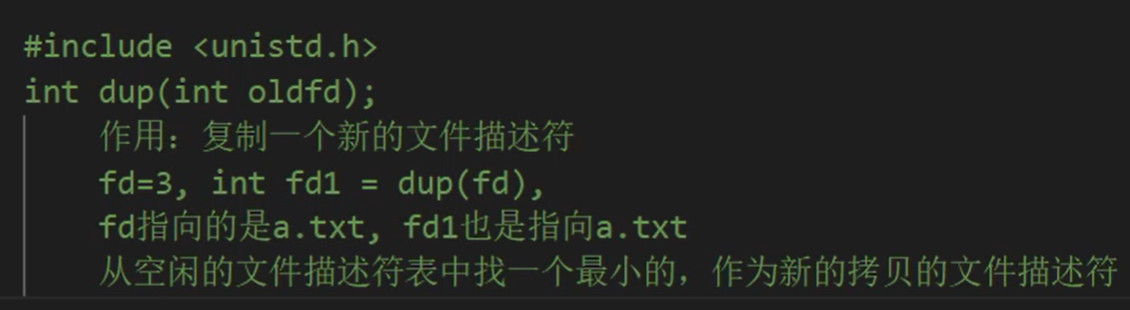 #include <unistd.h>
int dup(int oldfd);
作用：复制一个新的文件描述符
fd=3, int fd1 = dup(fd),
fd指向的是a.txt, fd1也是指向a.txt
从空闲的文件描述符表中找一个最小的，作为新的拷贝的文件描述符